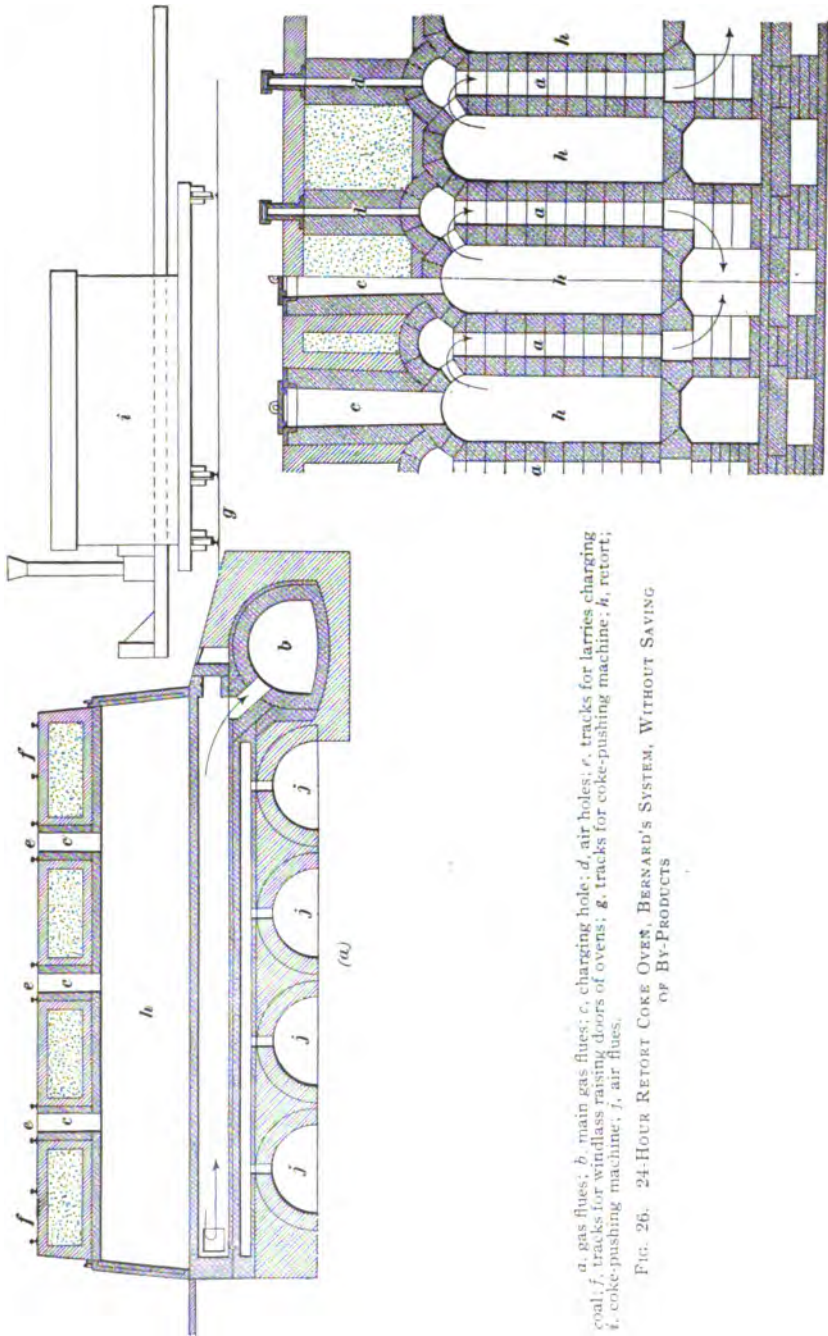 i
g
f
e
c
e
c
e
c
f
h
b
j
j
j
j
(a)
c
c
d
d
a
h
a
h
a
h
a
h
a. gas flues; b, main gas flues; c, charging hole; d, air holes; e, tracks for larries charging
coal; f, tracks for windlass raising doors of ovens; g, tracks for coke-pushing machine; h, retort;
i, coke-pushing machine; j, air flues.
FIG. 26. 24-HOUR RETORT COKE OVEN, BERNARD'S SYSTEM, WITHOUT SAVING
OF BY-PRODUCTS